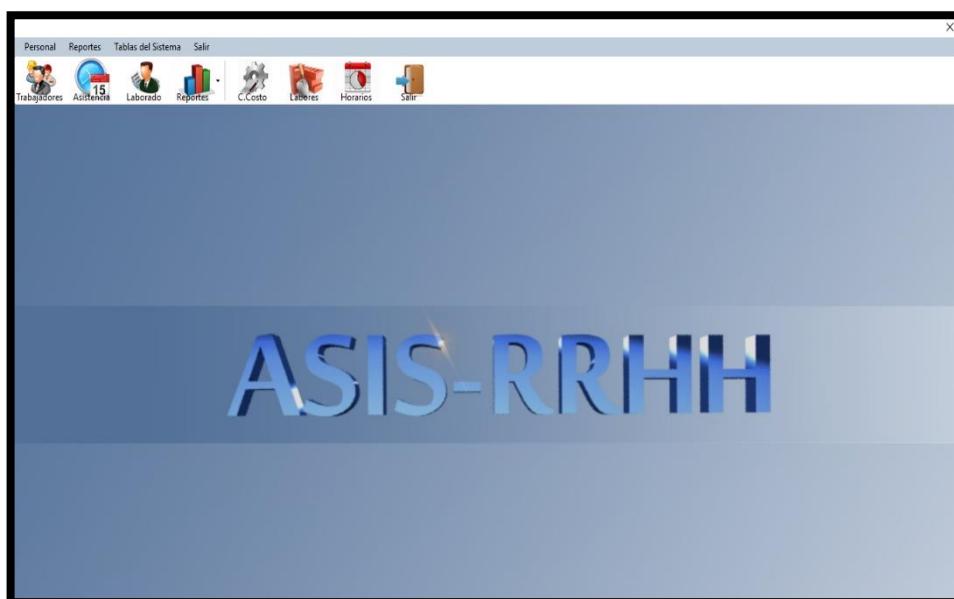 Personal Reportes Tablas del Sistema Salir
Trabajadores Asistencia Laborado Reportes C.Costo Labores Horarios Salir
15
ASIS-RRHH